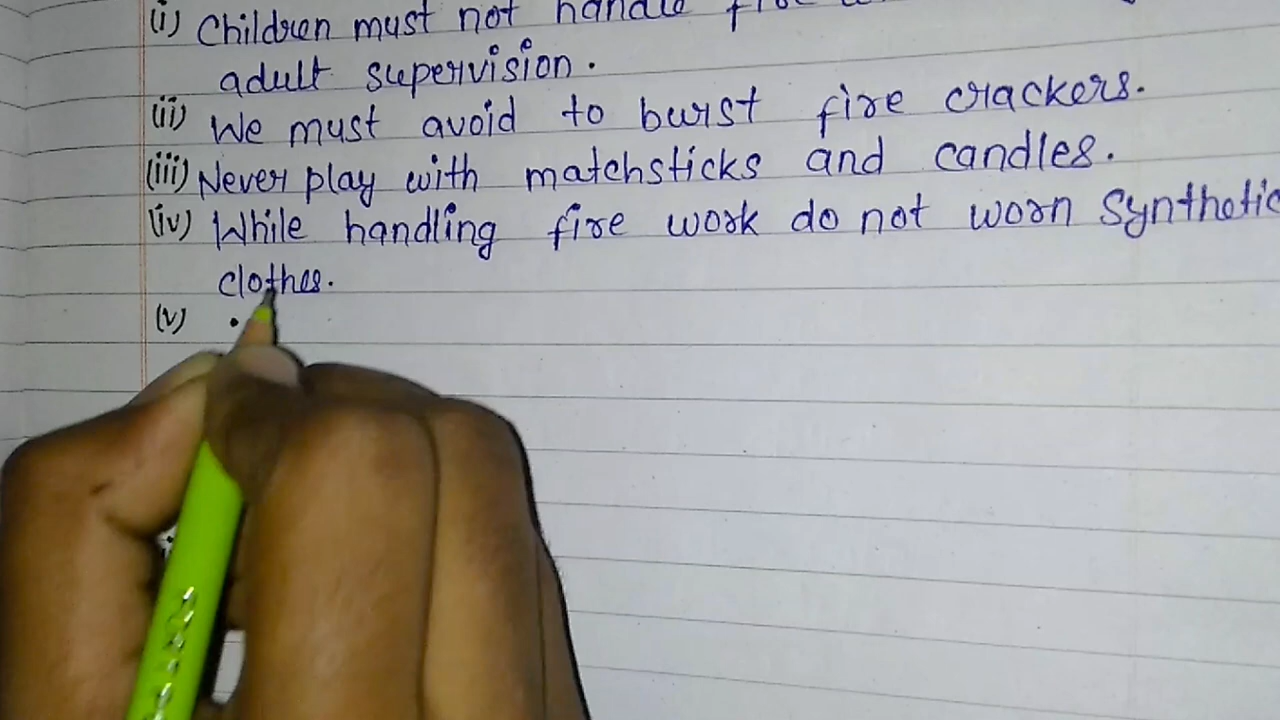 (i) Children must not handle
adult supervision.
(ii) We must avoid to burst fire crackers.
(iii) Never play with matchsticks and candles.
(iv) While handling fire work do not worn Synthetic
clothes.
(v)